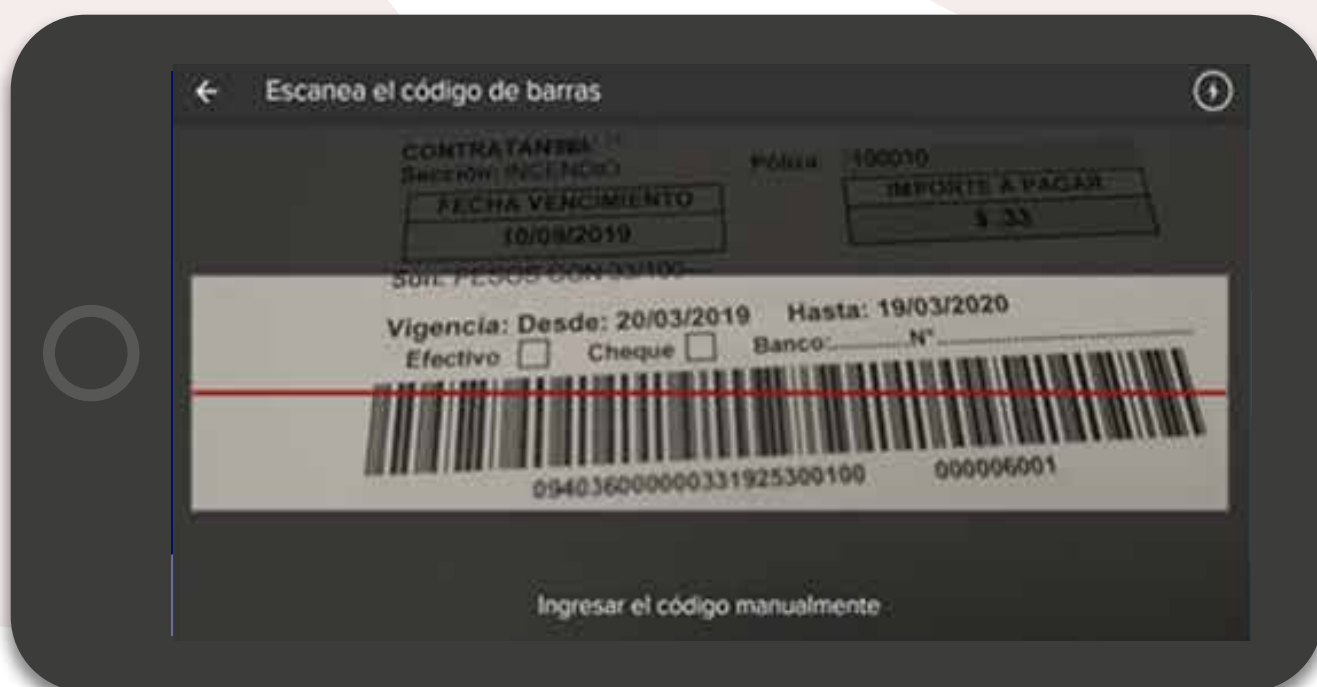 Escanea el código de barras
Sección: INCENDIO
Póliza 100010
FECHA VENCIMIENTO
10/09/2019
IMPORTE A PAGAR
$ 33
Son: PESOS CON 33/100
Vigencia: Desde: 20/03/2019 Hasta: 19/03/2020
Efectivo Cheque Banco: N°
094036000000331925300100 000006001
Ingresar el código manualmente